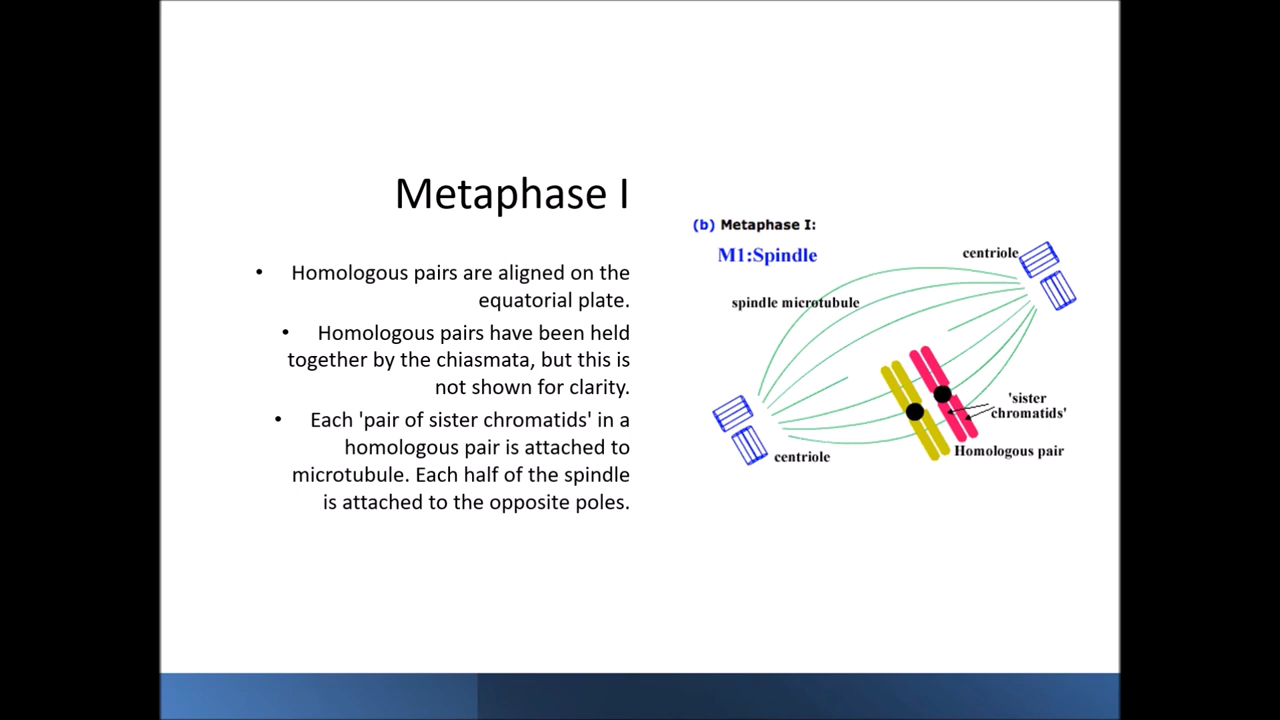 Metaphase I
• Homologous pairs are aligned on the
equatorial plate.
• Homologous pairs have been held
together by the chiasmata, but this is
not shown for clarity.
• Each 'pair of sister chromatids' in a
homologous pair is attached to
microtubule. Each half of the spindle
is attached to the opposite poles.
(b) Metaphase I:
M1:Spindle
centriole
spindle microtubule
'sister
chromatids'
Homologous pair
centriole